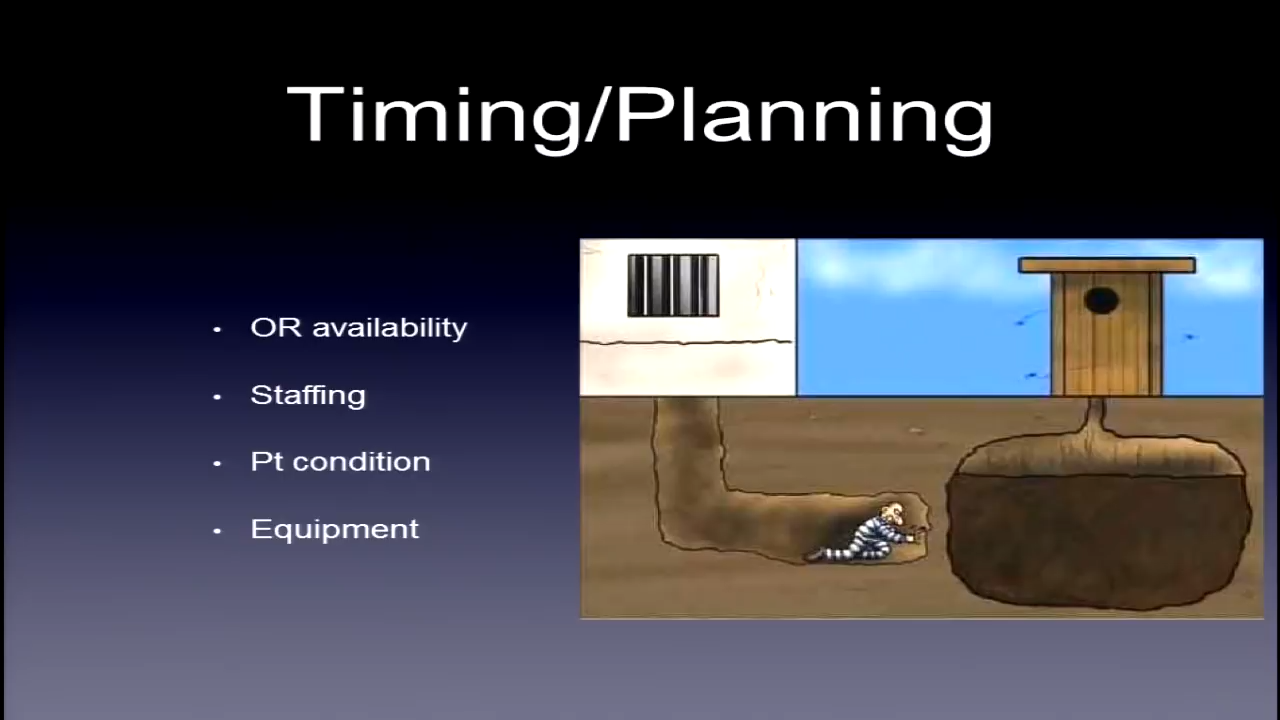 Timing/Planning
• OR availability
• Staffing
• Pt condition
• Equipment